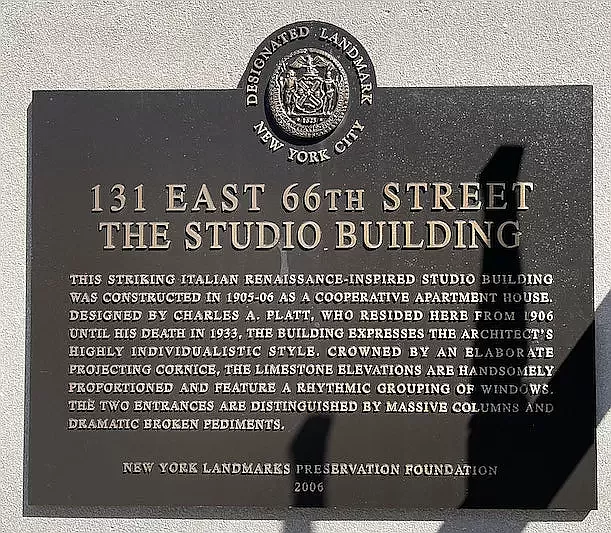 DESIGNATED LANDMARK
1625
NEW YORK CITY
131 EAST 66TH STREET
THE STUDIO BUILDING
THIS STRIKING ITALIAN RENAISSANCE-INSPIRED STUDIO BUILDING
WAS CONSTRUCTED IN 1905-06 AS A COOPERATIVE APARTMENT HOUSE.
DESIGNED BY CHARLES A. PLATT, WHO RESIDED HERE FROM 1906
UNTIL HIS DEATH IN 1933, THE BUILDING EXPRESSES THE ARCHITECT'S
HIGHLY INDIVIDUALISTIC STYLE. CROWNED BY AN ELABORATE
PROJECTING CORNICE, THE LIMESTONE ELEVATIONS ARE HANDSOMELY
PROPORTIONED AND FEATURE A RHYTHMIC GROUPING OF WINDOWS.
THE TWO ENTRANCES ARE DISTINGUISHED BY MASSIVE COLUMNS AND
DRAMATIC BROKEN PEDIMENTS.
NEW YORK LANDMARKS PRESERVATION FOUNDATION
2006